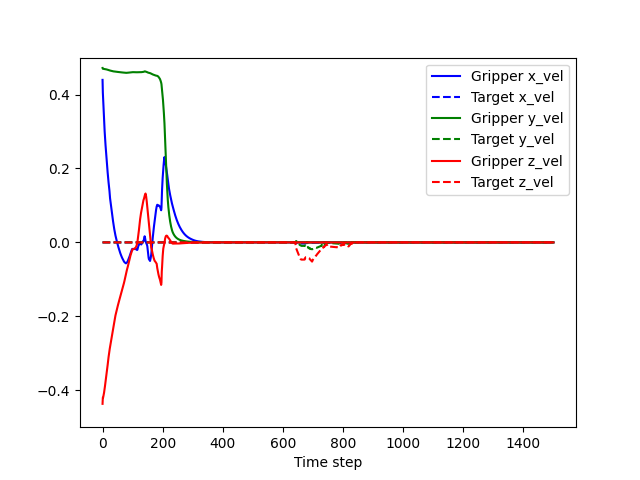 Gripper x_vel
Target x_vel
Gripper y_vel
Target y_vel
Gripper z_vel
Target z_vel
0.4
0.2
0.0
−0.2
−0.4
0 200 400 600 800 1000 1200 1400
Time step